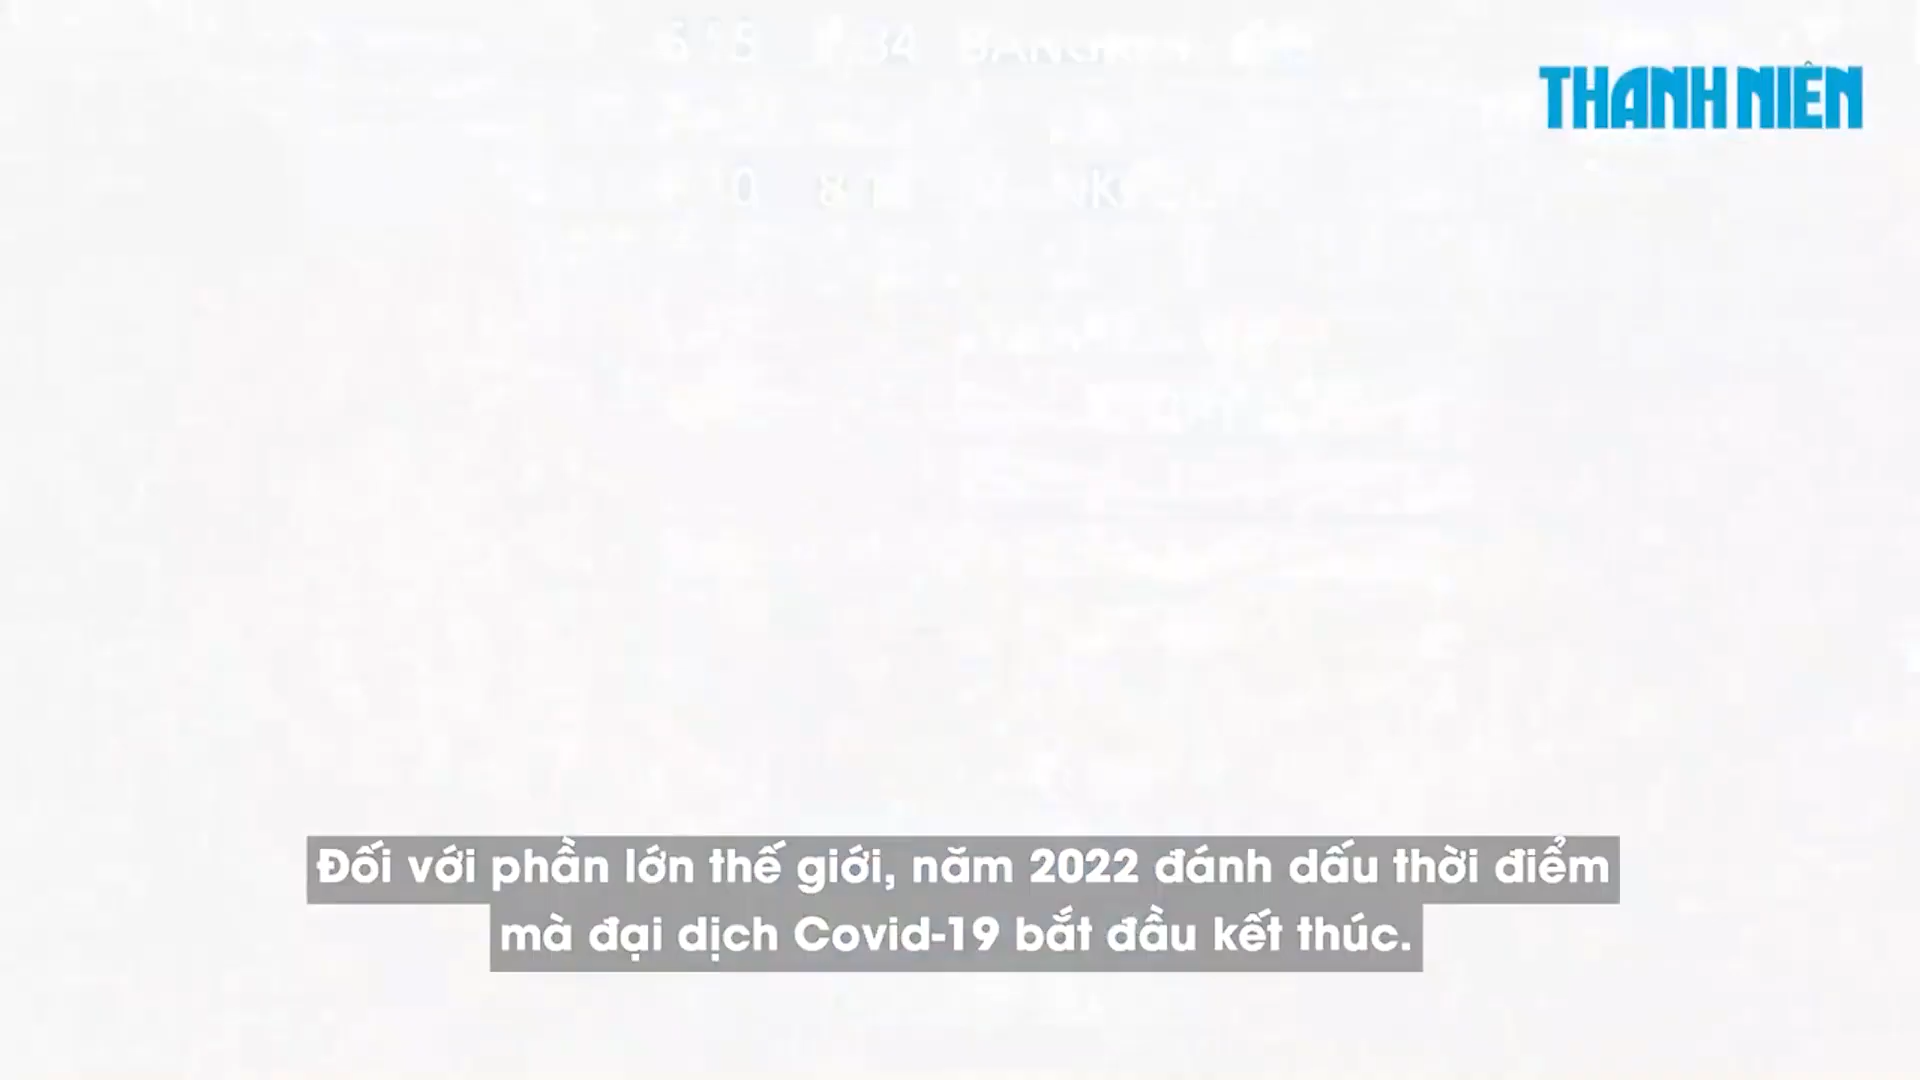 THANH NIÊN
Đối với phần lớn thế giới, năm 2022 đánh dấu thời điểm
mà đại dịch Covid-19 bắt đầu kết thúc.